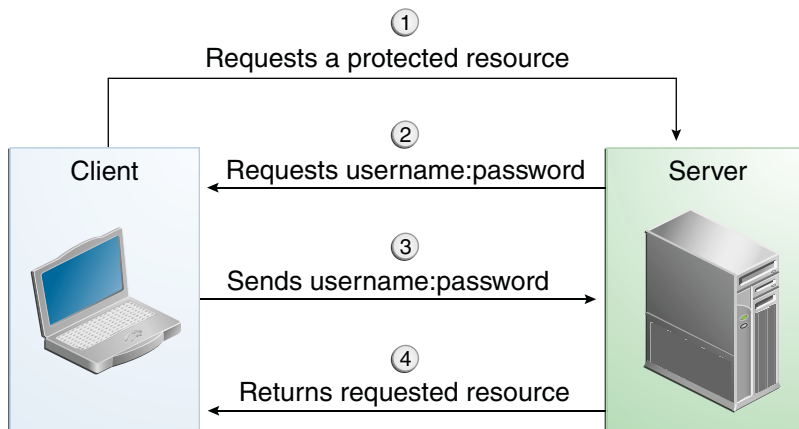 1
Requests a protected resource
2
Client
Requests username:password
Server
3
Sends username:password
4
Returns requested resource